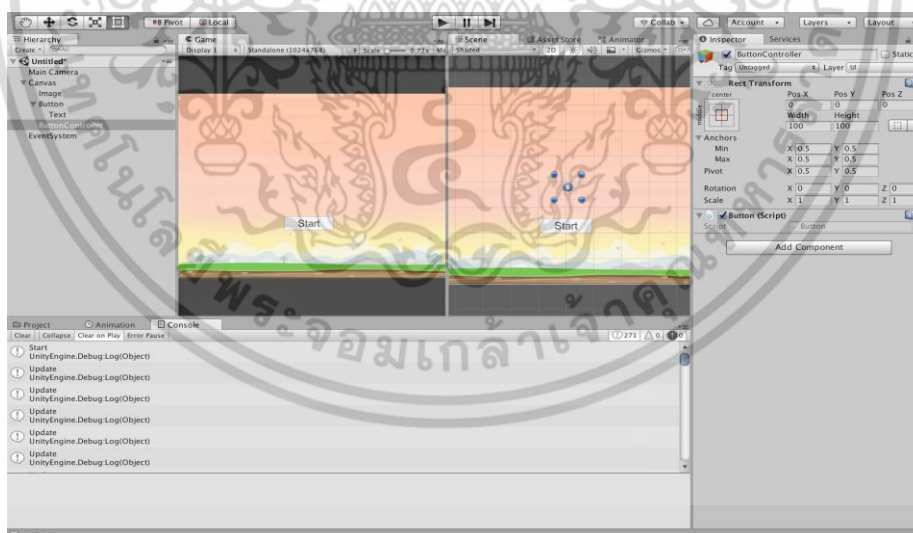 Pivot Local Collab Account Layers Layout
Hierarchy
Create All
Untitled*
Main Camera
Canvas
Image
Button
Text
ButtonController
EventSystem
Game
Display 1 Standalone (1024x768) Scale 0.77x
Start
Scene Asset Store Animator
Shaded 2D Gizmos
Start
Inspector Services
ButtonController Static
Tag Untagged Layer UI
Rect Transform
center Pos X Pos Y Pos Z
middle 0 0 0
Width Height
100 100
Anchors
Min X 0.5 Y 0.5
Max X 0.5 Y 0.5
Pivot X 0.5 Y 0.5
Rotation X 0 Y 0 Z 0
Scale X 1 Y 1 Z 1
Button (Script)
Script Button
Add Component
Project Animation Console
Clear Collapse Clear on Play Error Pause 271 0 0
Start
UnityEngine.Debug:Log(Object)
Update
UnityEngine.Debug:Log(Object)
Update
UnityEngine.Debug:Log(Object)
Update
UnityEngine.Debug:Log(Object)
Update
UnityEngine.Debug:Log(Object)
Update
UnityEngine.Debug:Log(Object)